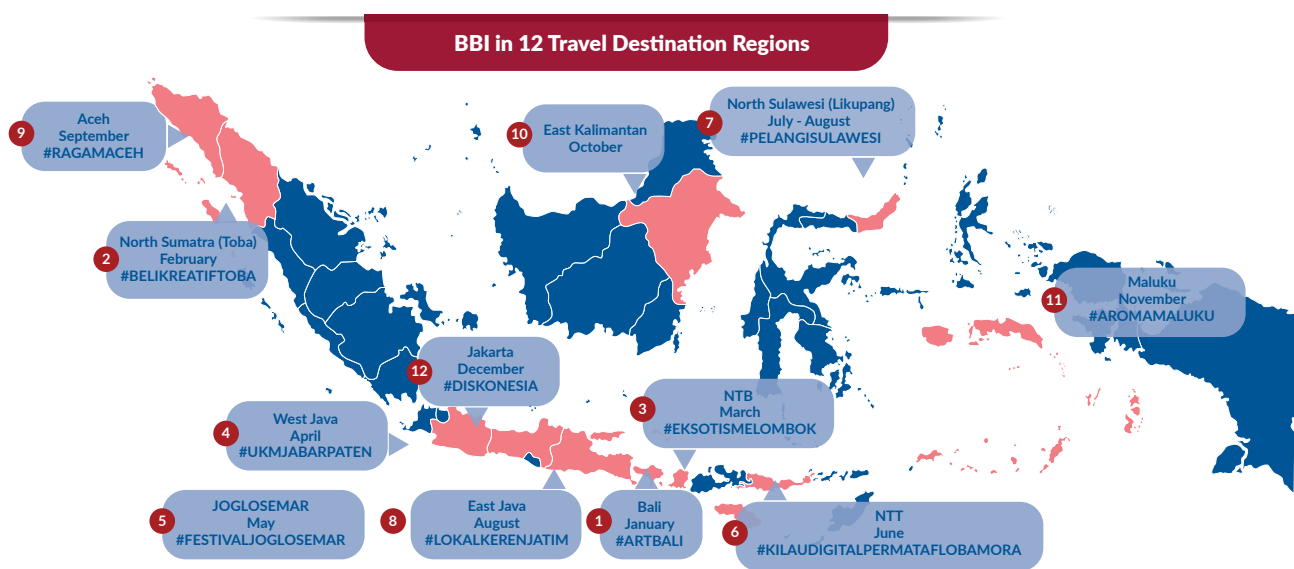 BBI in 12 Travel Destination Regions
9
Aceh
September
#RAGAMACEH
10
East Kalimantan
October
7
North Sulawesi (Likupang)
July - August
#PELANGISULAWESI
2
North Sumatra (Toba)
February
#BELIKREATIFTOBA
11
Maluku
November
#AROMAMALUKU
12
Jakarta
December
#DISKONESIA
4
West Java
April
#UKMJABARPATEN
3
NTB
March
#EKSOTISMELOMBOK
5
JOGLOSEMAR
May
#FESTIVALJOGLOSEMAR
8
East Java
August
#LOKALKERENJATIM
1
Bali
January
#ARTBALI
6
NTT
June
#KILAUDIGITALPERMATAFLOBAMORA